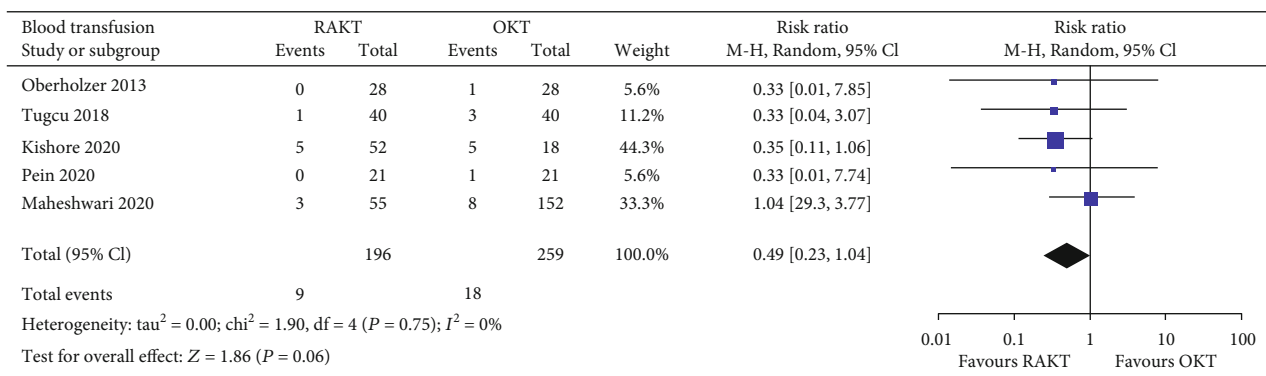 Blood transfusion RAKT OKT Risk ratio Risk ratio
Study or subgroup Events Total Events Total Weight M-H, Random, 95% Cl M-H, Random, 95% Cl
Oberholzer 2013 0 28 1 28 5.6% 0.33 [0.01, 7.85]
Tugcu 2018 1 40 3 40 11.2% 0.33 [0.04, 3.07]
Kishore 2020 5 52 5 18 44.3% 0.35 [0.11, 1.06]
Pein 2020 0 21 1 21 5.6% 0.33 [0.01, 7.74]
Maheshwari 2020 3 55 8 152 33.3% 1.04 [29.3, 3.77]
Total (95% Cl) 196 259 100.0% 0.49 [0.23, 1.04]
Total events 9 18
Heterogeneity: tau² = 0.00; chi² = 1.90, df = 4 (P = 0.75); I² = 0%
Test for overall effect: Z = 1.86 (P = 0.06)
0.01 0.1 1 10 100
Favours RAKT Favours OKT